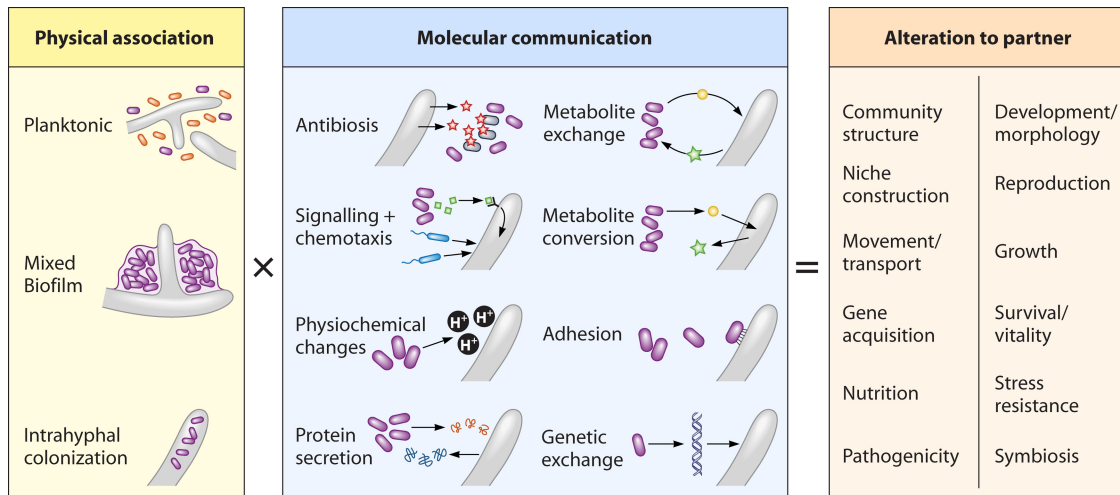 Physical association
Planktonic
Mixed
Biofilm
Intrahyphal
colonization
×
Molecular communication
Antibiosis
Metabolite
exchange
Signalling +
chemotaxis
Metabolite
conversion
Physiochemical
changes
H+ H+
H+
Adhesion
Protein
secretion
Genetic
exchange
=
Alteration to partner
Community
structure
Development/
morphology
Niche
construction
Reproduction
Movement/
transport
Growth
Gene
acquisition
Survival/
vitality
Nutrition
Stress
resistance
Pathogenicity
Symbiosis